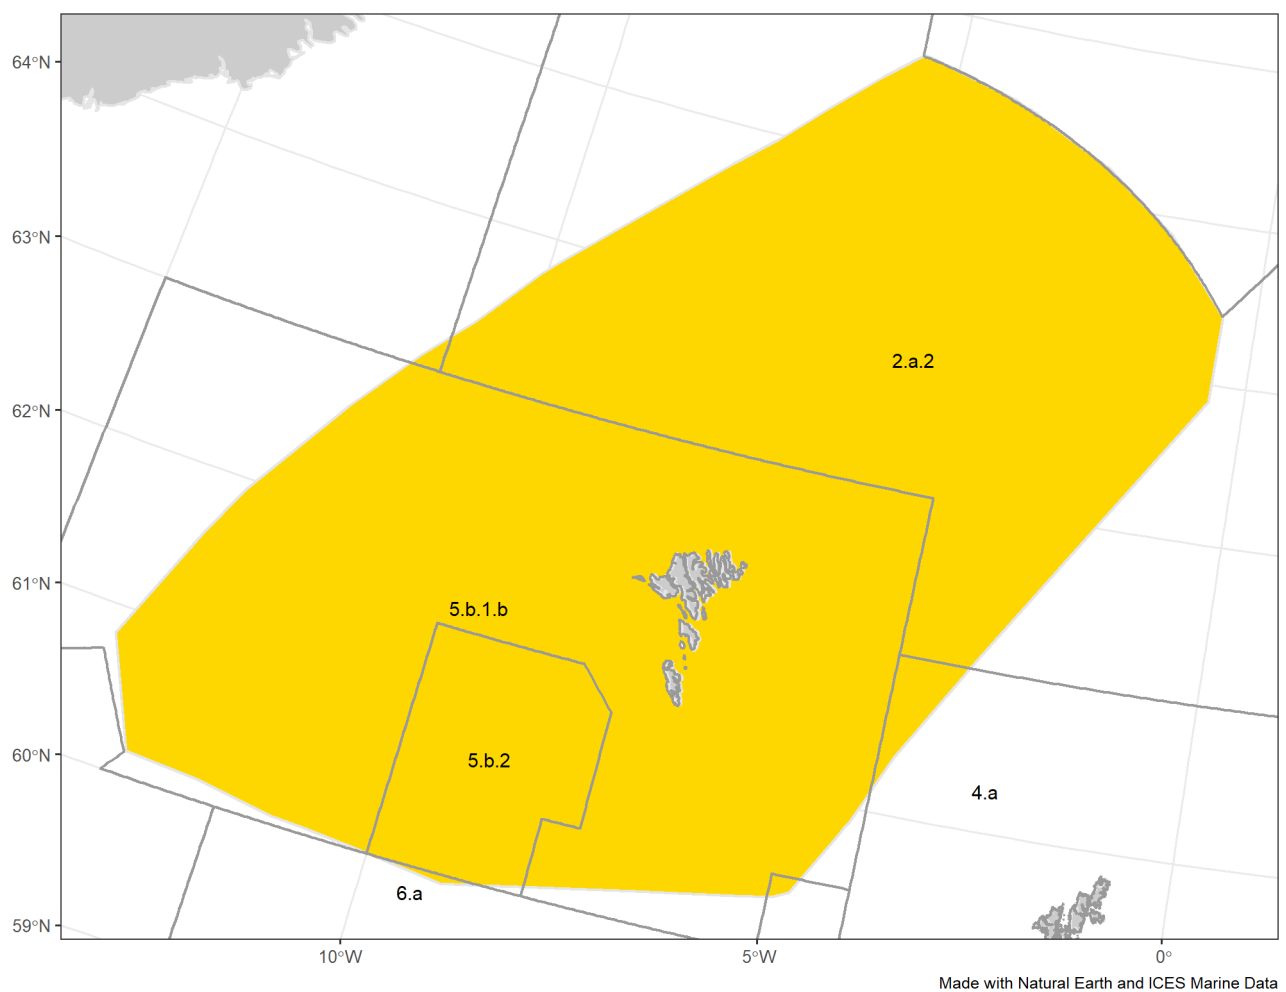 64°N
63°N
2.a.2
62°N
61°N
5.b.1.b
60°N
5.b.2
4.a
6.a
59°N
10°W
5°W
0°
Made with Natural Earth and ICES Marine Data